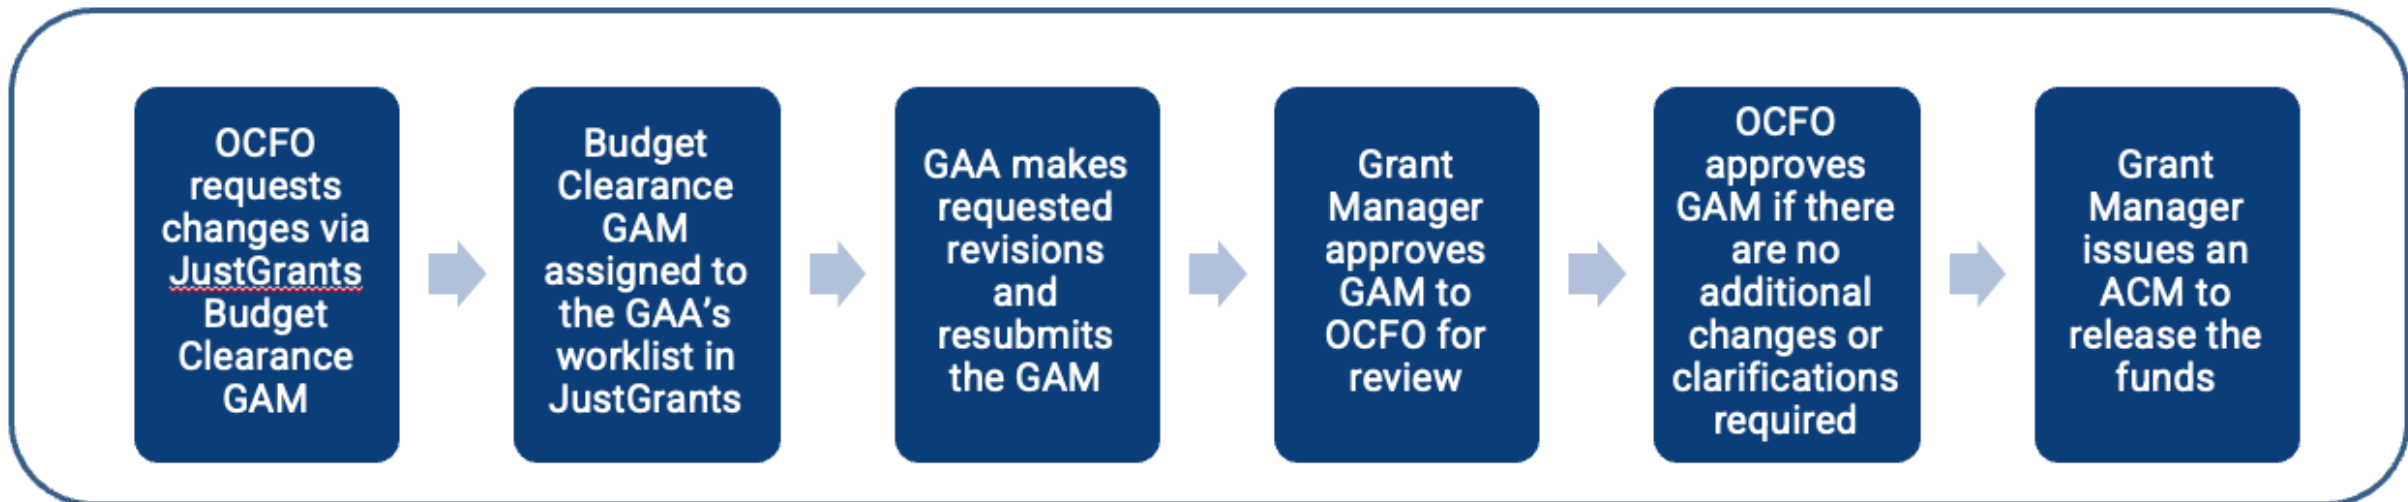 OCFO
requests
changes via
JustGrants
Budget
Clearance
GAM
Budget
Clearance
GAM
assigned to
the GAA’s
worklist in
JustGrants
GAA makes
requested
revisions
and
resubmits
the GAM
Grant
Manager
approves
GAM to
OCFO for
review
OCFO
approves
GAM if there
are no
additional
changes or
clarifications
required
Grant
Manager
issues an
ACM to
release the
funds